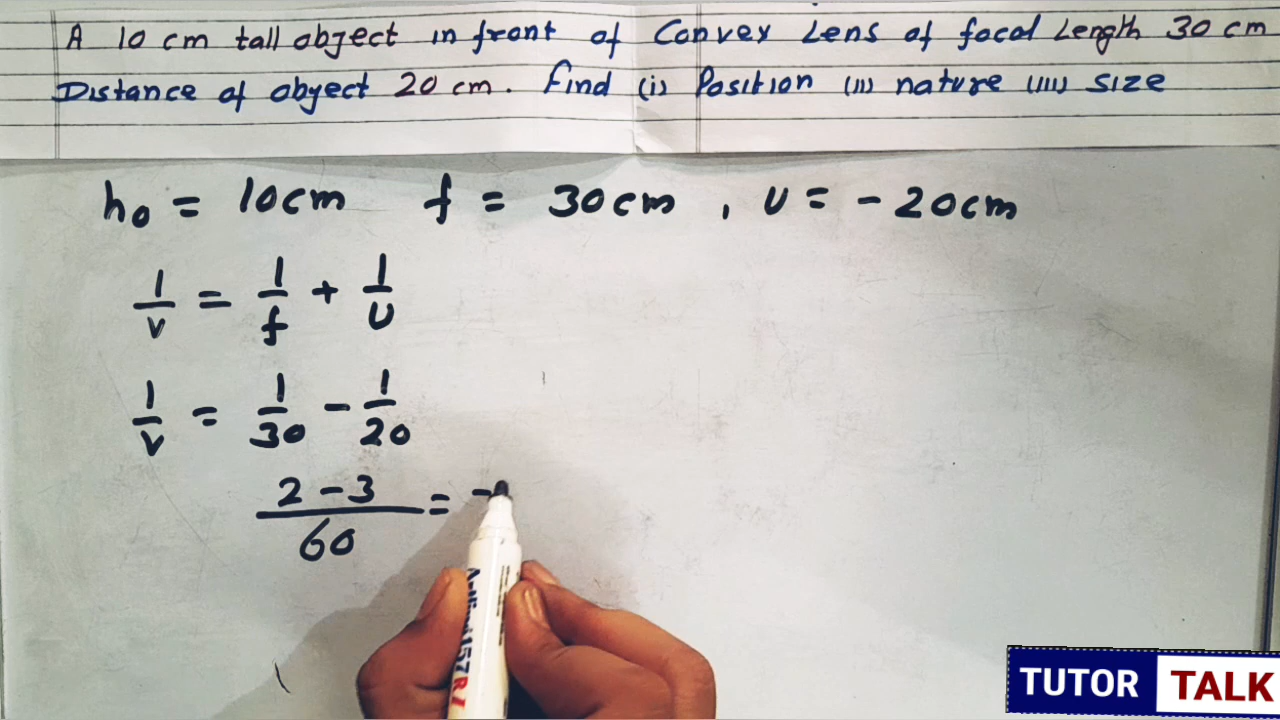 A 10 cm tall object in front of Convex Lens of focal Length 30 cm
Distance of object 20 cm. Find (i) Position (ii) nature (iii) size
h₀ = 10cm f = 30cm, u = -20cm
1/v = 1/f + 1/u
1/v = 1/30 - 1/20
2 - 3 / 60 = -
TUTOR TALK